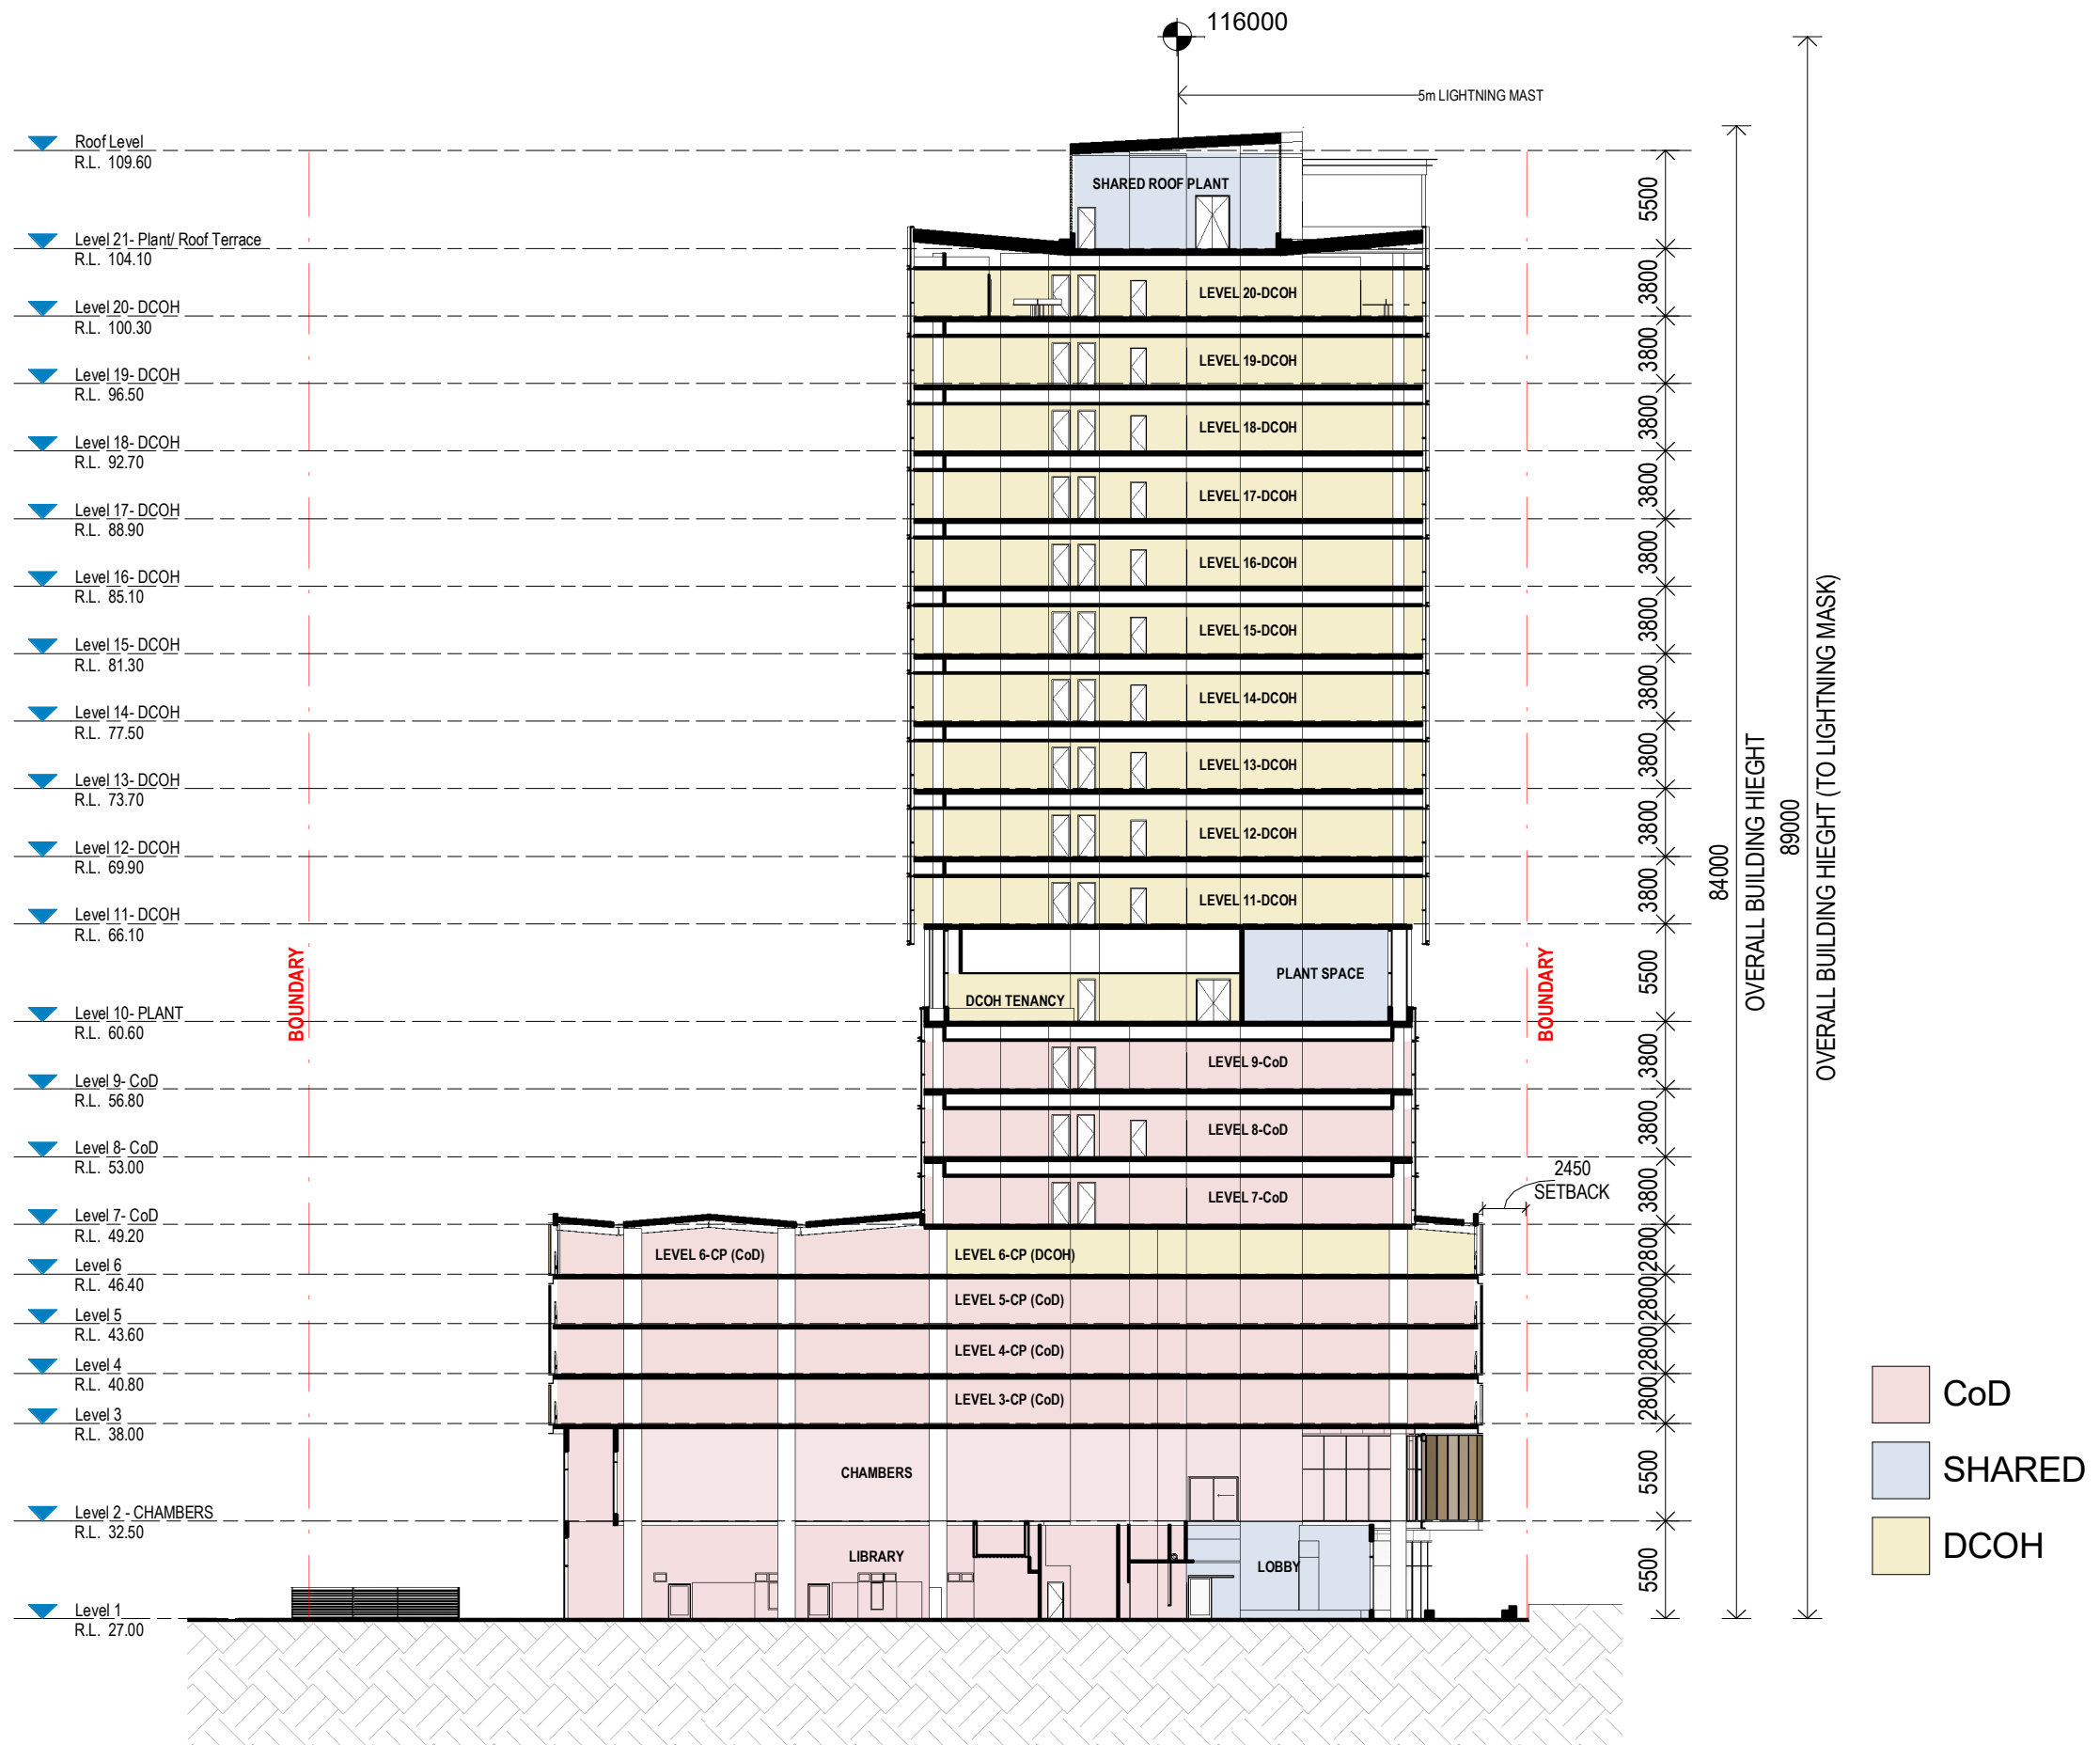 116000
5m LIGHTNING MAST
Roof Level
R.L. 109.60
Level 21- Plant/ Roof Terrace
R.L. 104.10
Level 20- DCOH
R.L. 100.30
Level 19- DCOH
R.L. 96.50
Level 18- DCOH
R.L. 92.70
Level 17- DCOH
R.L. 88.90
Level 16- DCOH
R.L. 85.10
Level 15- DCOH
R.L. 81.30
Level 14- DCOH
R.L. 77.50
Level 13- DCOH
R.L. 73.70
Level 12- DCOH
R.L. 69.90
Level 11- DCOH
R.L. 66.10
Level 10- PLANT
R.L. 60.60
Level 9- CoD
R.L. 56.80
Level 8- CoD
R.L. 53.00
Level 7- CoD
R.L. 49.20
Level 6
R.L. 46.40
Level 5
R.L. 43.60
Level 4
R.L. 40.80
Level 3
R.L. 38.00
Level 2 - CHAMBERS
R.L. 32.50
Level 1
R.L. 27.00
BOUNDARY
SHARED ROOF PLANT
LEVEL 20-DCOH
LEVEL 19-DCOH
LEVEL 18-DCOH
LEVEL 17-DCOH
LEVEL 16-DCOH
LEVEL 15-DCOH
LEVEL 14-DCOH
LEVEL 13-DCOH
LEVEL 12-DCOH
LEVEL 11-DCOH
PLANT SPACE
DCOH TENANCY
LEVEL 9-CoD
LEVEL 8-CoD
LEVEL 7-CoD
LEVEL 6-CP (CoD)
LEVEL 6-CP (DCOH)
LEVEL 5-CP (CoD)
LEVEL 4-CP (CoD)
LEVEL 3-CP (CoD)
CHAMBERS
LIBRARY
LOBBY
BOUNDARY
2450
SETBACK
5500
3800
3800
3800
3800
3800
3800
3800
3800
3800
3800
5500
3800
3800
3800
2800
2800
2800
2800
5500
5500
84000
OVERALL BUILDING HIEGHT
89000
OVERALL BUILDING HIEGHT (TO LIGHTNING MASK)
CoD
SHARED
DCOH